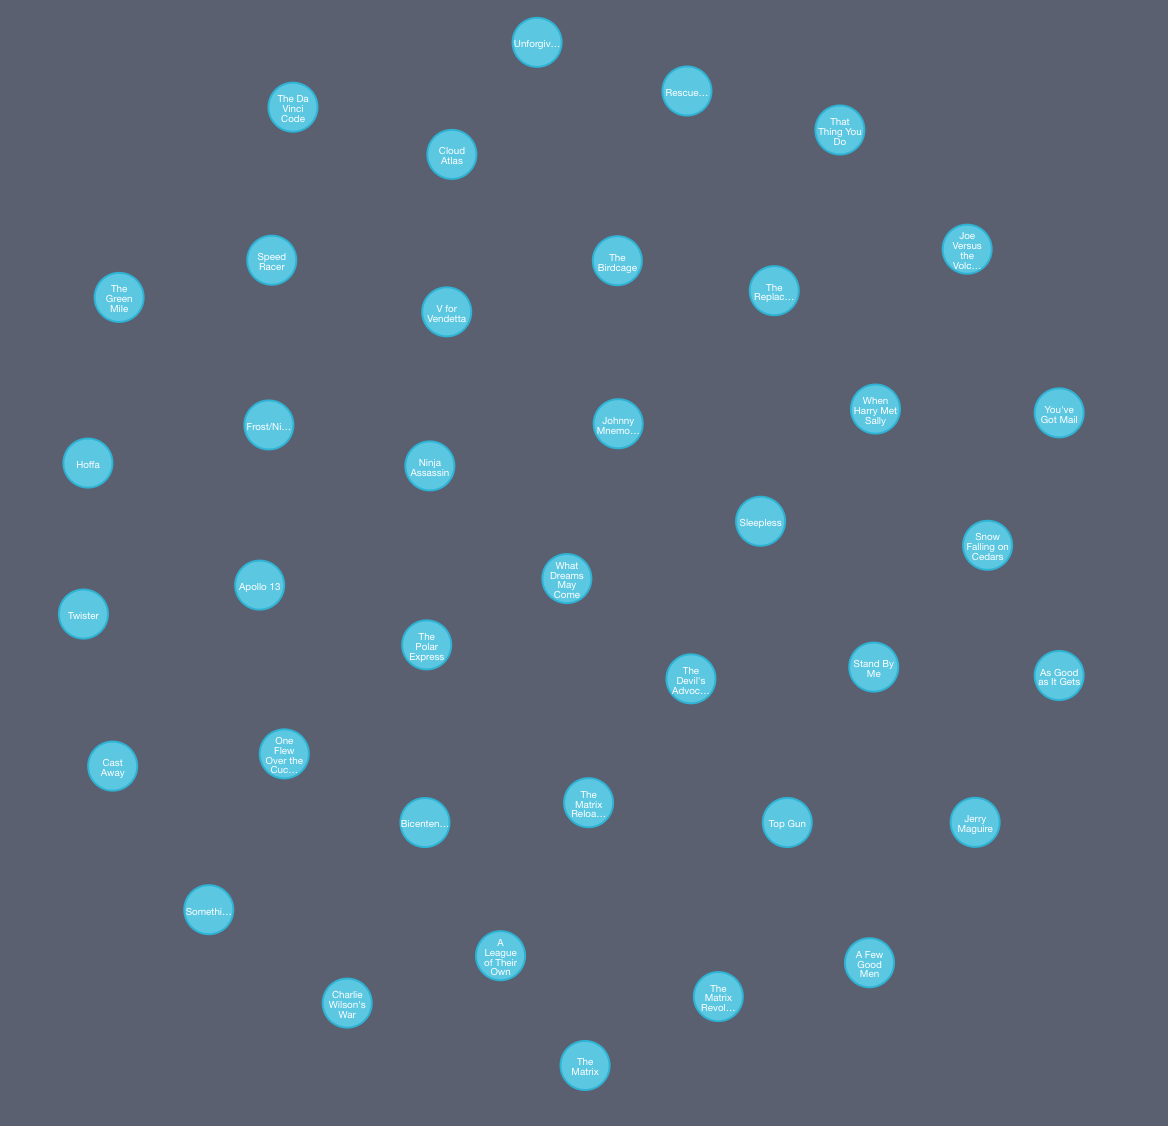 Unforgiv...
Rescue...
The Da
Vinci
Code
That
Thing You
Do
Cloud
Atlas
Joe
Versus
the
Volc...
Speed
Racer
The
Birdcage
The
Replac...
The
Green
Mile
V for
Vendetta
When
Harry Met
Sally
You've
Got Mail
Frost/Ni...
Johnny
Mnemo...
Hoffa
Ninja
Assassin
Sleepless
Snow
Falling on
Cedars
What
Dreams
May
Come
Apollo 13
Twister
The
Polar
Express
Stand By
Me
The
Devil's
Advoc...
As Good
as It Gets
One
Flew
Over the
Cuc...
Cast
Away
The
Matrix
Reloa...
Bicenten...
Top Gun
Jerry
Maguire
Somethi...
A
League
of Their
Own
A Few
Good
Men
Charlie
Wilson's
War
The
Matrix
Revol...
The
Matrix